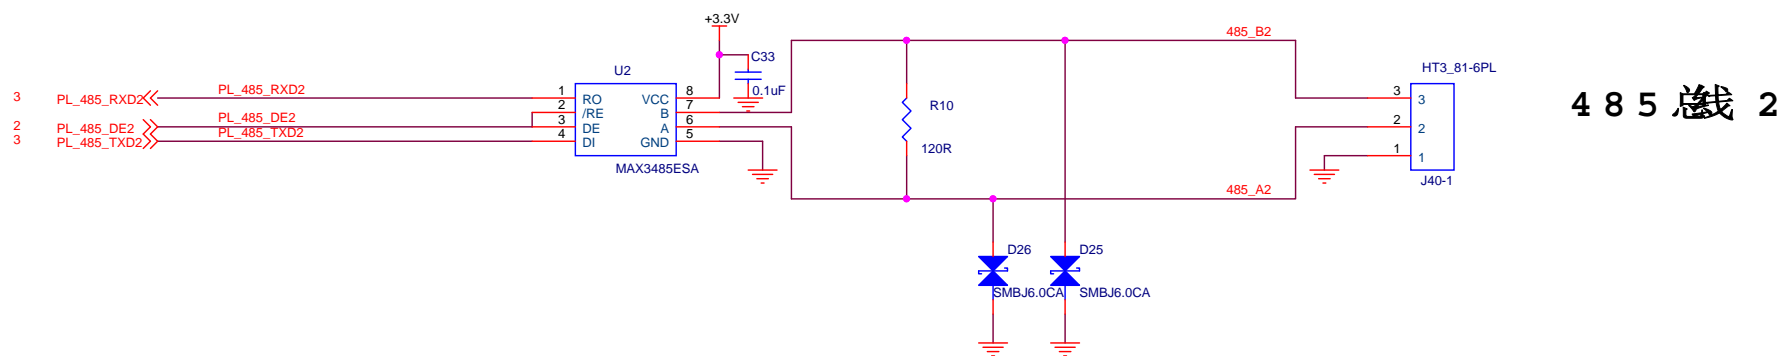 +3.3V
485_B2
C33
HT3_81-6PL
U2
0.1uF
3 PL_485_RXD2 PL_485_RXD2 1 RO VCC 8 3 3
2 /RE B 7
R10
485总线 2
2 PL_485_DE2 PL_485_DE2 3 DE A 6 2 2
3 PL_485_TXD2 PL_485_TXD2 4 DI GND 5
120R
1 1
MAX3485ESA
J40-1
485_A2
D26 D25
SMBJ6.0CA SMBJ6.0CA